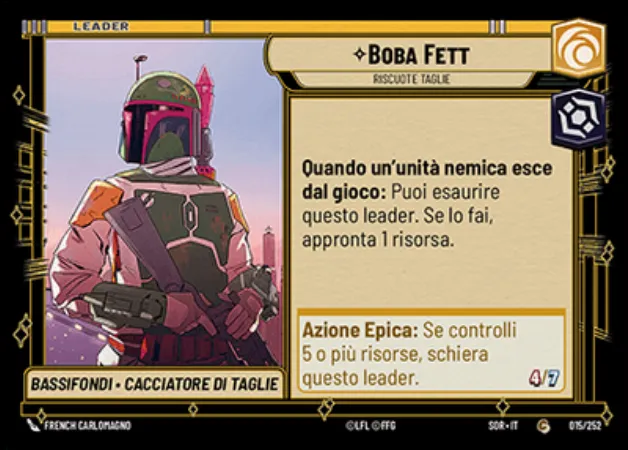 LEADER
BOBA FETT
RISCUOTE TAGLIE
Quando un'unità nemica esce
dal gioco: Puoi esaurire
questo leader. Se lo fai,
appronta 1 risorsa.
Azione Epica: Se controlli
5 o più risorse, schiera
questo leader.
4/7
BASSIFONDI • CACCIATORE DI TAGLIE
FRENCH CARLOMAGNO
©LFL ©FFG
SOR • IT
C
015/252